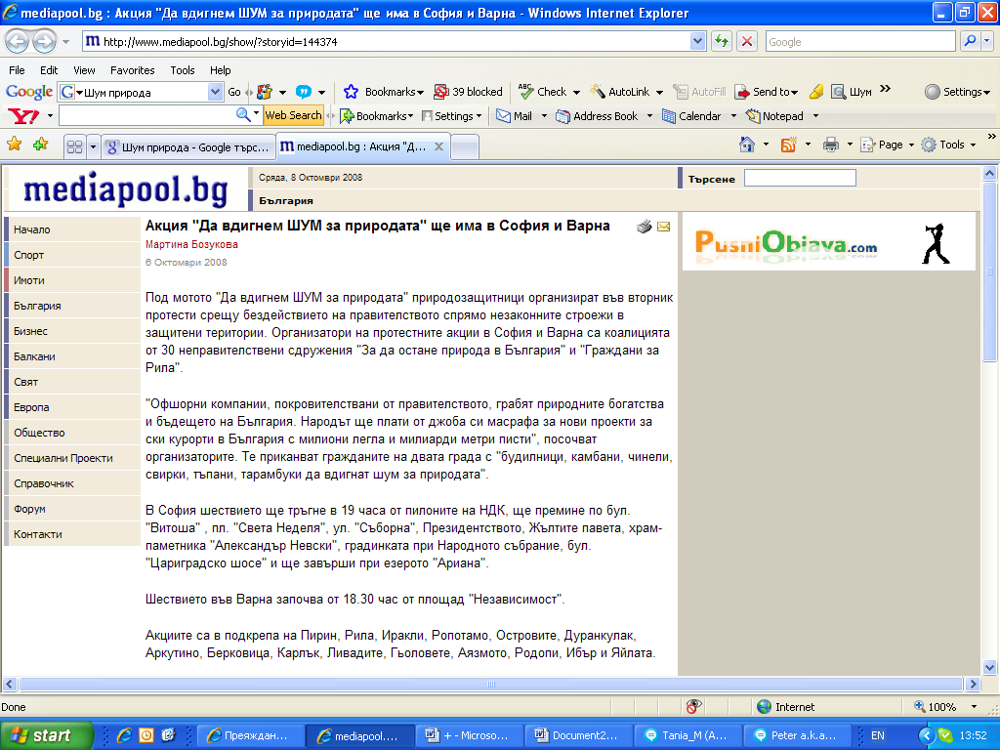 mediapool.bg : Акция "Да вдигнем ШУМ за природата" ще има в София и Варна - Windows Internet Explorer
http://www.mediapool.bg/show/?storyid=144374
Google
File Edit View Favorites Tools Help
Google G Шум природа Go Bookmarks 39 blocked ABC Check AutoLink AutoFill Send to Шум » Settings
Y! Web Search Bookmarks Settings Mail Address Book Calendar Notepad
Шум природа - Google търс... mediapool.bg : Акция "Д... Page Tools »
mediapool.bg
Сряда, 8 Октомври 2008
Търсене
България
Начало
Спорт
Имоти
България
Бизнес
Балкани
Свят
Европа
Общество
Специални Проекти
Справочник
Форум
Контакти
Акция "Да вдигнем ШУМ за природата" ще има в София и Варна
Мартина Бозукова
6 Октомври 2008
Под мотото "Да вдигнем ШУМ за природата" природозащитници организират във вторник
протести срещу бездействието на правителството спрямо незаконните строежи в
защитени територии. Организатори на протестните акции в София и Варна са коалицията
от 30 неправителствени сдружения "За да остане природа в България" и "Граждани за
Рила".
"Офшорни компании, покровителствани от правителството, грабят природните богатства
и бъдещето на България. Народът ще плати от джоба си масрафа за нови проекти за
ски курорти в България с милиони легла и милиарди метри писти", посочват
организаторите. Те приканват гражданите на двата града с "будилници, камбани, чинели,
свирки, тъпани, тарамбуки да вдигнат шум за природата".
В София шествието ще тръгне в 19 часа от пилоните на НДК, ще премине по бул.
"Витоша" , пл. "Света Неделя", ул. "Съборна", Президентството, Жълтите павета, храм-
паметника "Александър Невски", градинката при Народното събрание, бул.
"Цариградско шосе" и ще завърши при езерото "Ариана".
Шествието във Варна започва от 18.30 час от площад "Независимост".
Акциите са в подкрепа на Пирин, Рила, Иракли, Ропотамо, Островите, Дуранкулак,
Аркутино, Берковица, Карлък, Ливадите, Гьоловете, Аязмото, Родопи, Ибър и Яйлата.
PusniObiava.com
Done Internet 100%
start Преяждан... mediapool.... + - Microso... Document2... Tania_M (A... Peter a.k.a... EN 13:52